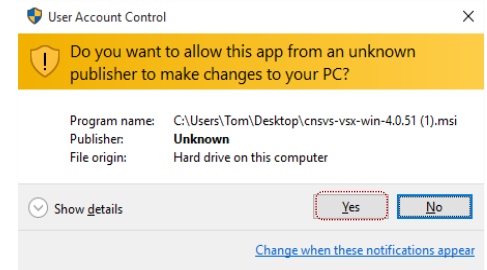 User Account Control
Do you want to allow this app from an unknown
publisher to make changes to your PC?
Program name: C:\Users\Tom\Desktop\cnsvs-vsx-win-4.0.51 (1).msi
Publisher: Unknown
File origin: Hard drive on this computer
Show details Yes No
Change when these notifications appear